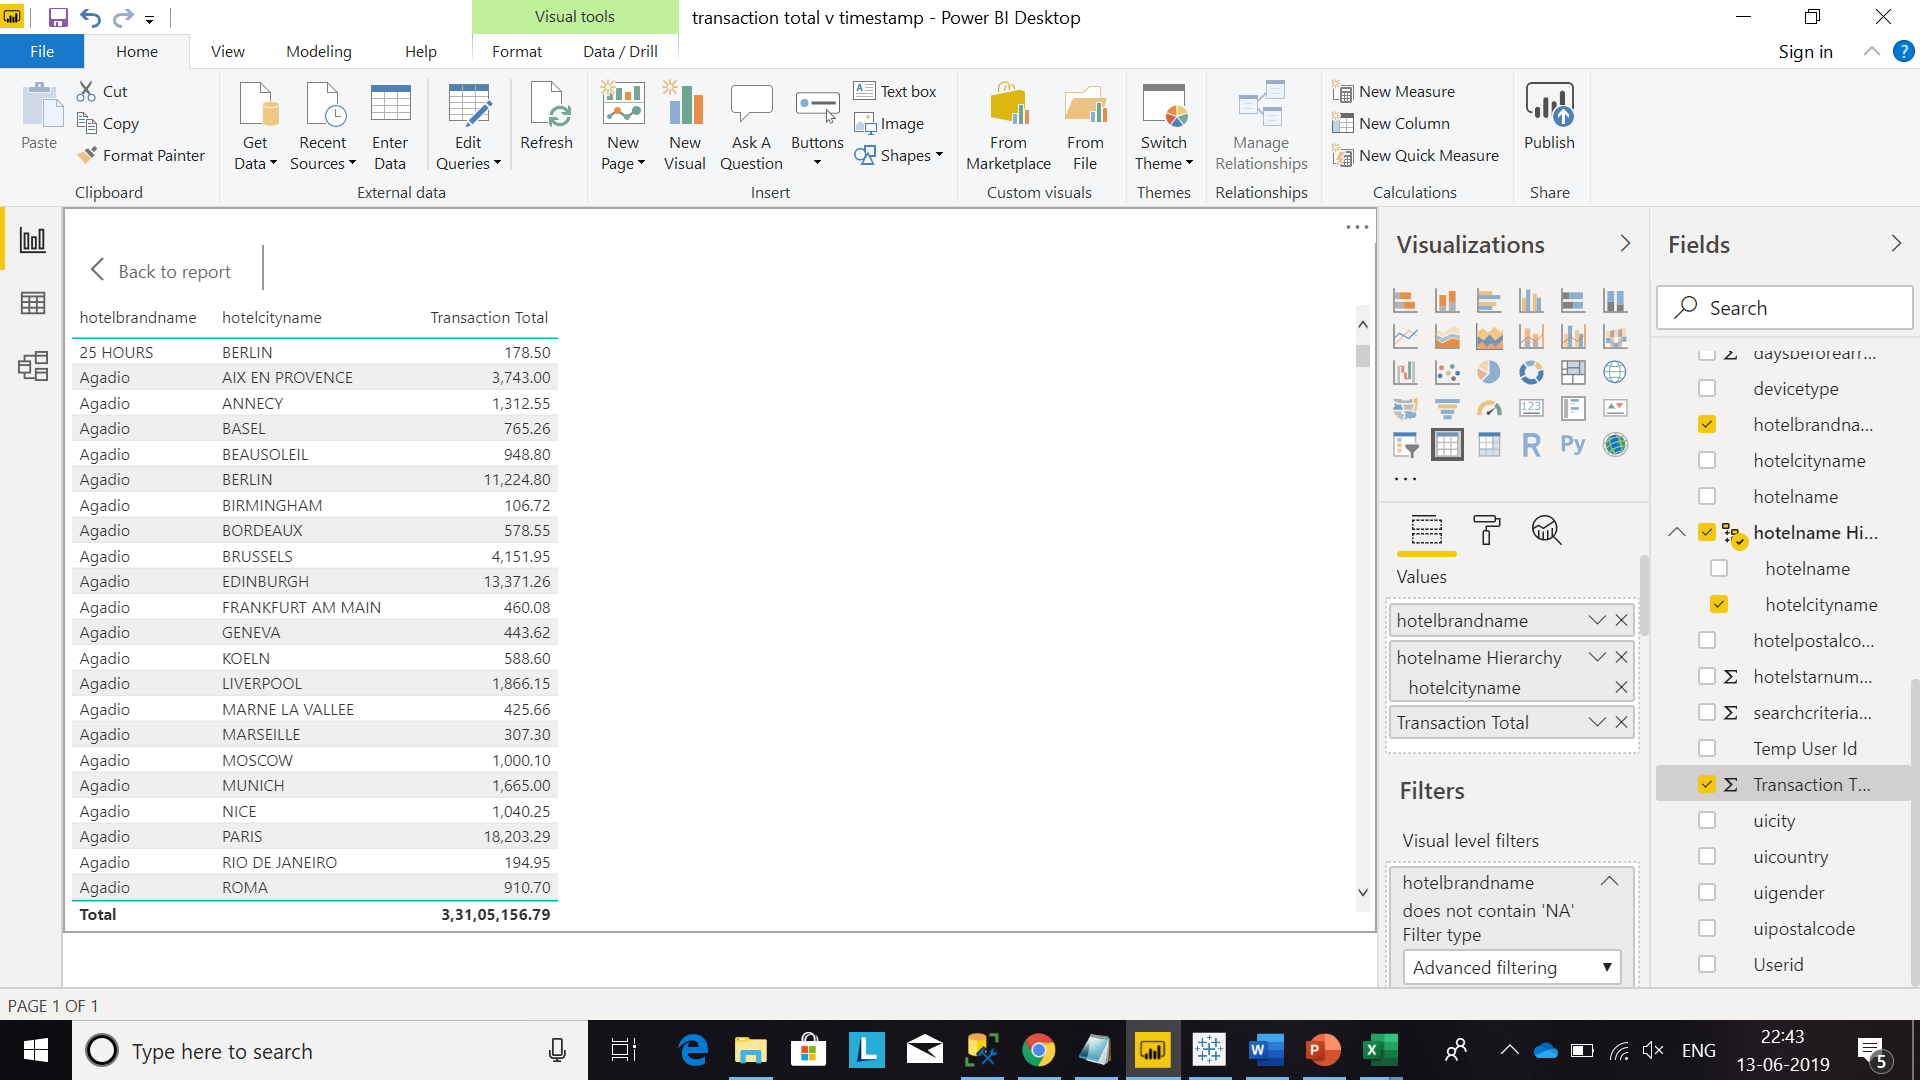 Visual tools
transaction total v timestamp - Power BI Desktop
File
Home
View
Modeling
Help
Format
Data / Drill
Sign in
?
Paste
Cut
Copy
Format Painter
Clipboard
Get Data
Recent Sources
Enter Data
Edit Queries
Refresh
External data
New Page
New Visual
Ask A Question
Buttons
Text box
Image
Shapes
Insert
From Marketplace
From File
Custom visuals
Switch Theme
Themes
Manage Relationships
Relationships
New Measure
New Column
New Quick Measure
Calculations
Publish
Share
Back to report
hotelbrandname hotelcityname Transaction Total
25 HOURS BERLIN 178.50
Agadio AIX EN PROVENCE 3,743.00
Agadio ANNECY 1,312.55
Agadio BASEL 765.26
Agadio BEAUSOLEIL 948.80
Agadio BERLIN 11,224.80
Agadio BIRMINGHAM 106.72
Agadio BORDEAUX 578.55
Agadio BRUSSELS 4,151.95
Agadio EDINBURGH 13,371.26
Agadio FRANKFURT AM MAIN 460.08
Agadio GENEVA 443.62
Agadio KOELN 588.60
Agadio LIVERPOOL 1,866.15
Agadio MARNE LA VALLEE 425.66
Agadio MARSEILLE 307.30
Agadio MOSCOW 1,000.10
Agadio MUNICH 1,665.00
Agadio NICE 1,040.25
Agadio PARIS 18,203.29
Agadio RIO DE JANEIRO 194.95
Agadio ROMA 910.70
Total 3,31,05,156.79
Visualizations
123
R
Py
Values
hotelbrandname
hotelname Hierarchy
hotelcityname
Transaction Total
Filters
Visual level filters
hotelbrandname
does not contain 'NA'
Filter type
Advanced filtering
Fields
Search
Σ daysbeforearr...
devicetype
hotelbrandna...
hotelcityname
hotelname
hotelname Hi...
hotelname
hotelcityname
hotelpostalco...
Σ hotelstarnum...
Σ searchcriteria...
Temp User Id
Σ Transaction T...
uicity
uicountry
uigender
uipostalcode
Userid
PAGE 1 OF 1
Type here to search
L
W
P
X
ENG
22:43
13-06-2019
5